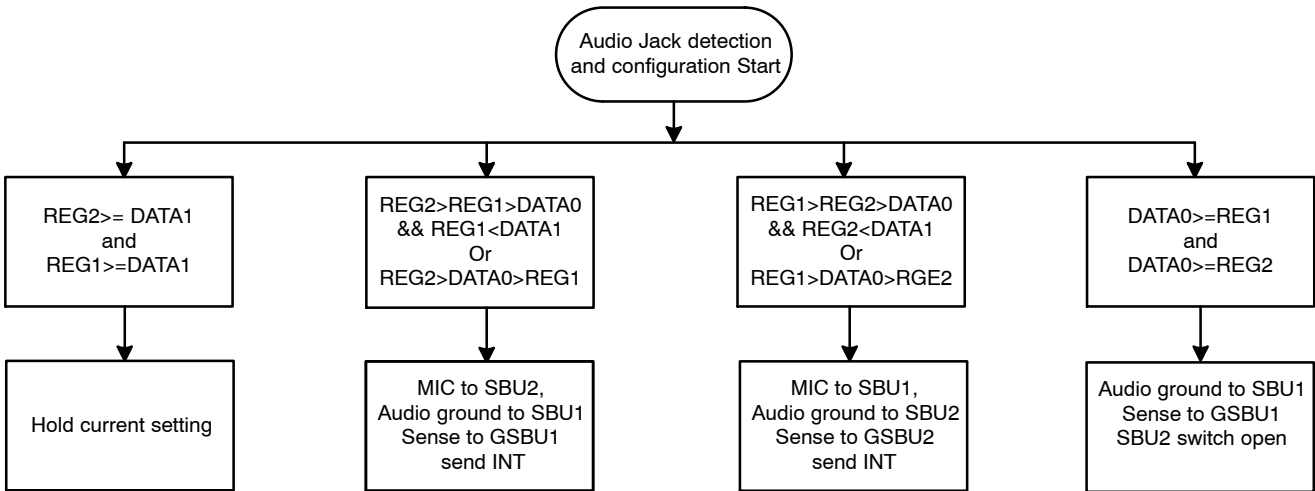 Audio Jack detection
and configuration Start
REG2>= DATA1
and
REG1>=DATA1
REG2>REG1>DATA0
&& REG1<DATA1
Or
REG2>DATA0>REG1
REG1>REG2>DATA0
&& REG2<DATA1
Or
REG1>DATA0>RGE2
DATA0>=REG1
and
DATA0>=REG2
Hold current setting
MIC to SBU2,
Audio ground to SBU1
Sense to GSBU1
send INT
MIC to SBU1,
Audio ground to SBU2
Sense to GSBU2
send INT
Audio ground to SBU1
Sense to GSBU1
SBU2 switch open